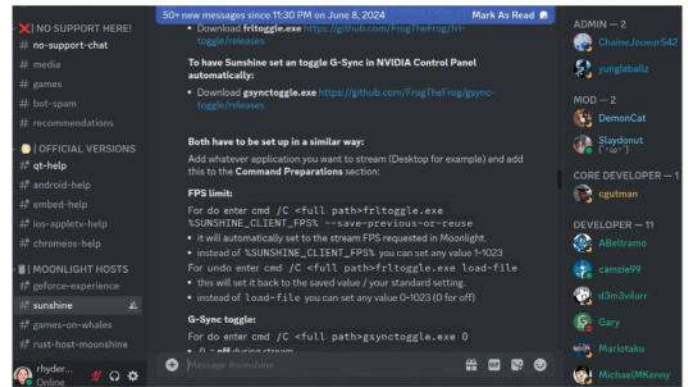 NO SUPPORT HERE!
no-support-chat
# media
# games
# bot-spam
# recommendations
| OFFICIAL VERSIONS
qt-help
android-help
embed-help
ios-appletv-help
chromeos-help
| MOONLIGHT HOSTS
geforce-experience
sunshine
games-on-whales
rust-host-moonshine
rhyder...
Online
50+ new messages since 11:30 PM on June 8, 2024
Mark As Read
• Download frltoggle.exe https://github.com/FrogTheFrog/frl-
toggle/releases
To have Sunshine set an toggle G-Sync in NVIDIA Control Panel
automatically:
• Download gsynctoggle.exe https://github.com/FrogTheFrog/gsync-
toggle/releases
Both have to be set up in a similar way:
Add whatever application you want to stream (Desktop for example) and add
this to the Command Preparations section:
FPS limit:
For do enter cmd /C <full path>frltoggle.exe
%SUNSHINE_CLIENT_FPS% --save-previous-or-reuse
• it will automatically set to the stream FPS requested in Moonlight.
• instead of %SUNSHINE_CLIENT_FPS% you can set any value 1-1023
For undo enter cmd /C <full path>frltoggle.exe load-file
• this will set it back to the saved value / your standard setting.
• instead of load-file you can set any value 0-1023 (0 for off)
G-Sync toggle:
For do enter cmd /C <full path>gsynctoggle.exe 0
• 0 = off during stream
Message #sunshine
GIF
ADMIN — 2
ChaineJoueur542
yungfeballz
MOD — 2
DemonCat
Slaydonut
CORE DEVELOPER — 1
cgutman
DEVELOPER — 11
ABeltramo
camzie99
d3m3vilurr
Gary
Mariotaku
MichaelMKenny